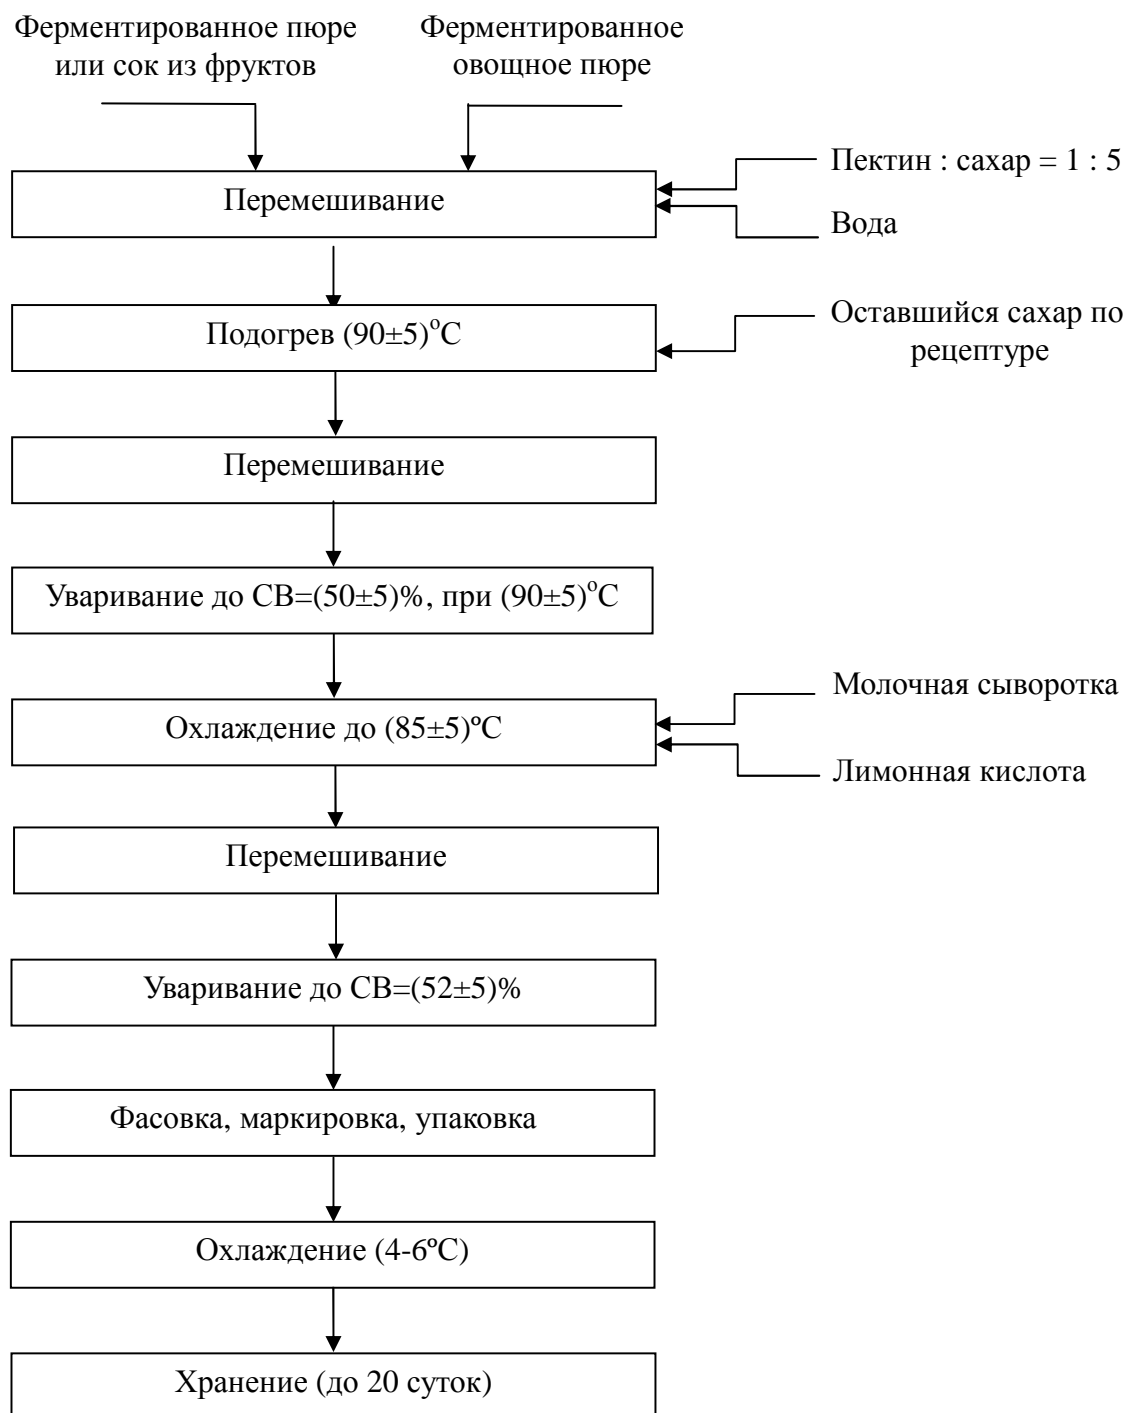 Ферментированное пюре
или сок из фруктов
Ферментированное
овощное пюре
Пектин : сахар = 1 : 5
Перемешивание
Вода
Оставшийся сахар по
рецептуре
Подогрев (90±5)°С
Перемешивание
Уваривание до СВ=(50±5)%, при (90±5)°С
Молочная сыворотка
Охлаждение до (85±5)ºС
Лимонная кислота
Перемешивание
Уваривание до СВ=(52±5)%
Фасовка, маркировка, упаковка
Охлаждение (4-6ºС)
Хранение (до 20 суток)